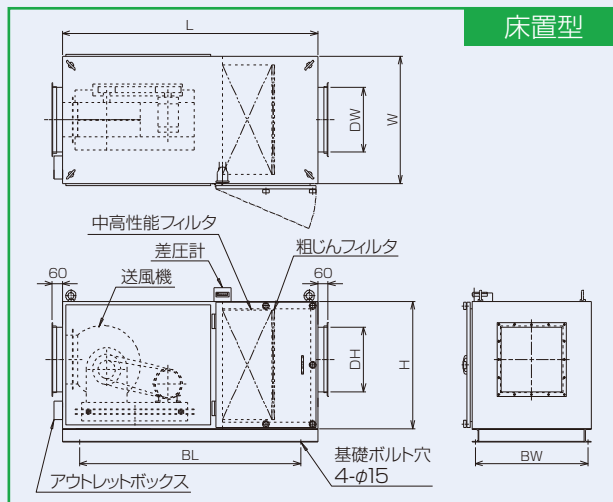 床置型
L
DW
W
中高性能フィルタ
差圧計
粗じんフィルタ
60
送風機
60
DH
H
BL
基礎ボルト穴
4-φ15
BW
アウトレットボックス